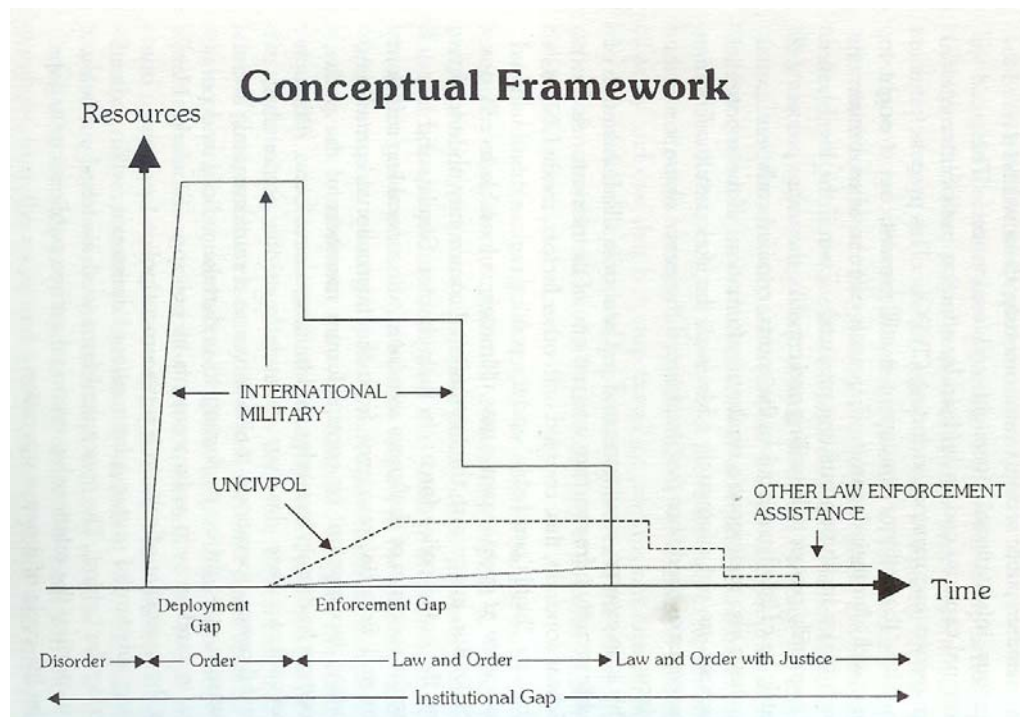 Conceptual Framework
Resources
INTERNATIONAL
MILITARY
UNCIVPOL
OTHER LAW ENFORCEMENT
ASSISTANCE
Time
Deployment
Gap
Enforcement Gap
Disorder
Order
Law and Order
Law and Order with Justice
Institutional Gap